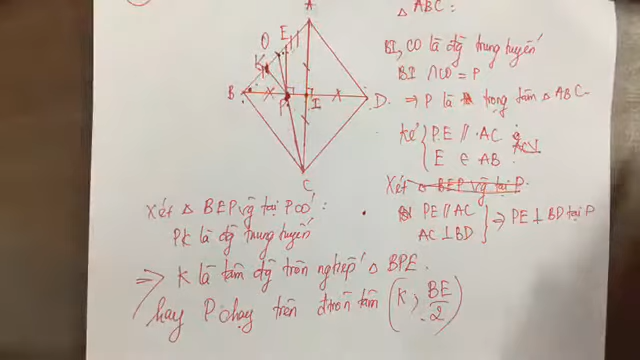 A
△ ABC :
O E
K
B P I D
C
BI, CO là đg̃ trung tuyến
BI ∩ CO = P
⇒ P là trọng tâm △ ABC
kẻ { PE // AC
E ∈ AB
Xét △ BEP vg̃ tại P.
PE // AC
AC ⊥ BD } ⇒ PE ⊥ BD tại P
Xét △ BEP vg̃ tại P có :
PK là đg̃ trung tuyến
⇒ K là tâm đg̃ tròn nghiệp △ BPE.
hay P chạy trên đtròn tâm (K, BE/2)